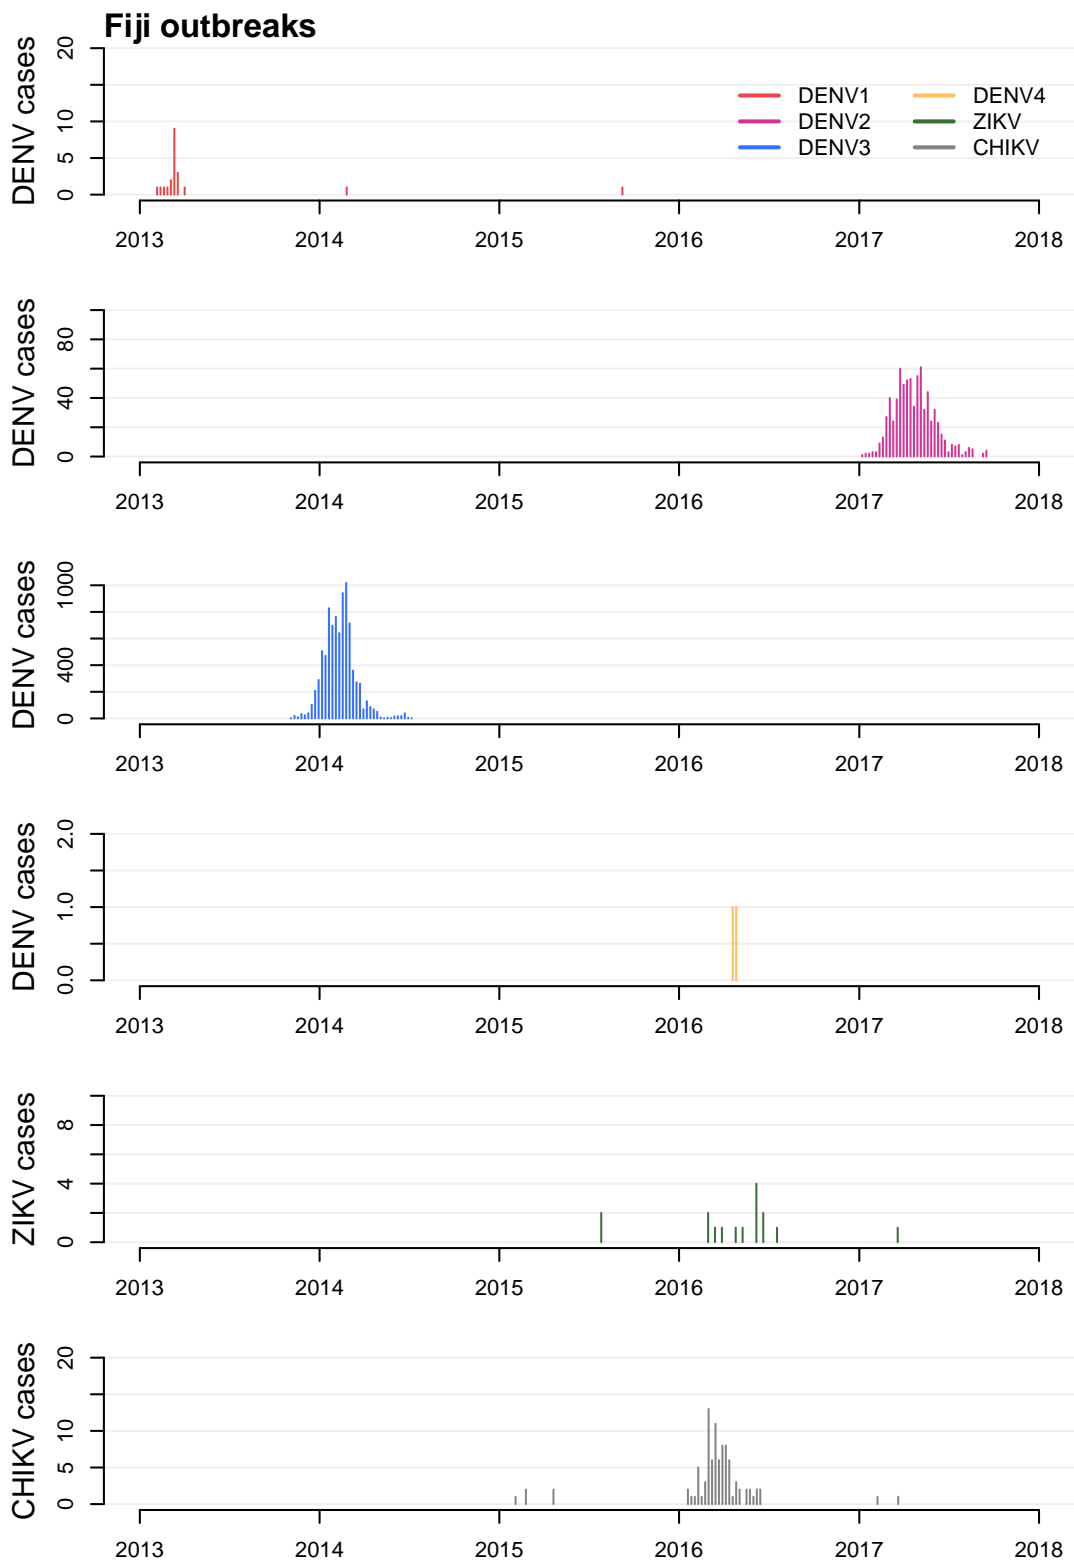 Fiji outbreaks
DENV cases
20
10
5
0
DENV1
DENV2
DENV3
DENV4
ZIKV
CHIKV
2013 2014 2015 2016 2017 2018
DENV cases
80
40
0
2013 2014 2015 2016 2017 2018
DENV cases
1000
400
0
2013 2014 2015 2016 2017 2018
DENV cases
2.0
1.0
0.0
2013 2014 2015 2016 2017 2018
ZIKV cases
8
4
0
2013 2014 2015 2016 2017 2018
CHIKV cases
20
10
5
0
2013 2014 2015 2016 2017 2018